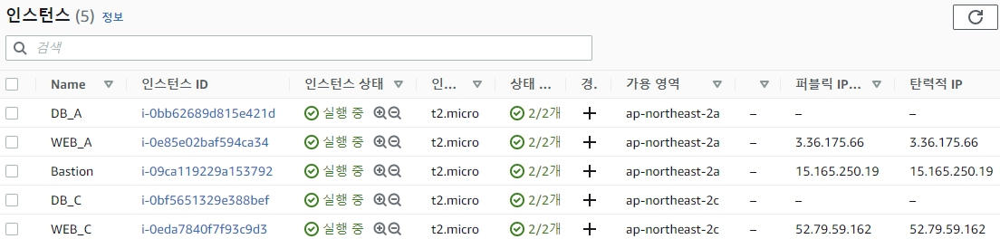 인스턴스 (5) 정보
검색
Name 인스턴스 ID 인스턴스 상태 인... 상태 ... 경. 가용 영역 퍼블릭 IP... 탄력적 IP
DB_A i-0bb62689d815e421d 실행 중 t2.micro 2/2개 + ap-northeast-2a – – –
WEB_A i-0e85e02baf594ca34 실행 중 t2.micro 2/2개 + ap-northeast-2a – 3.36.175.66 3.36.175.66
Bastion i-09ca119229a153792 실행 중 t2.micro 2/2개 + ap-northeast-2a – 15.165.250.19 15.165.250.19
DB_C i-0bf5651329e388bef 실행 중 t2.micro 2/2개 + ap-northeast-2c – – –
WEB_C i-0eda7840f7f93c9d3 실행 중 t2.micro 2/2개 + ap-northeast-2c – 52.79.59.162 52.79.59.162